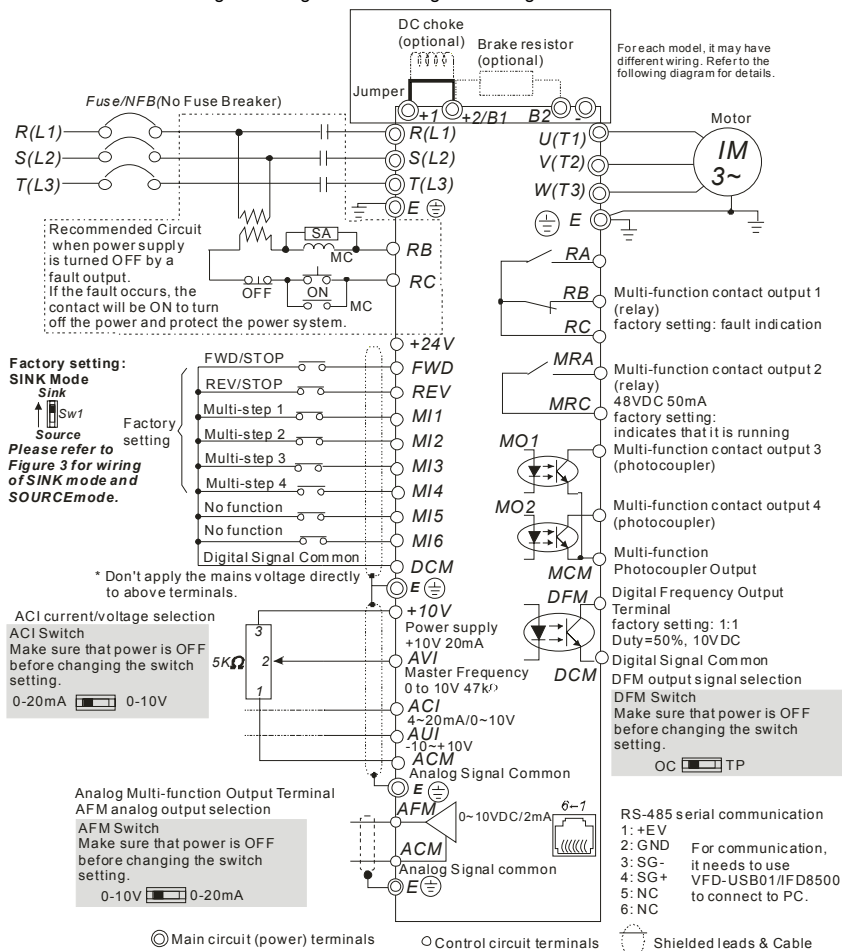 DC choke
(optional)
Brake resistor
(optional)
For each model, it may have
different wiring. Refer to the
following diagram for details.
Jumper
+1
+2/B1
B2
-
Fuse/NFB(No Fuse Breaker)
R(L1)
S(L2)
T(L3)
R(L1)
S(L2)
T(L3)
E
U(T1)
V(T2)
W(T3)
E
Motor
IM
3~
Recommended Circuit
when power supply
is turned OFF by a
fault output.
If the fault occurs, the
contact will be ON to turn
off the power and protect the power system.
SA
MC
OFF
ON
MC
RB
RC
RA
RB
RC
Multi-function contact output 1
(relay)
factory setting: fault indication
MRA
MRC
Multi-function contact output 2
(relay)
48VDC 50mA
factory setting:
indicates that it is running
MO1
Multi-function contact output 3
(photocoupler)
MO2
Multi-function contact output 4
(photocoupler)
MCM
Multi-function
Photocoupler Output
DFM
Digital Frequency Output
Terminal
factory setting: 1:1
Duty=50%, 10VDC
DCM
Digital Signal Common
DFM output signal selection
DFM Switch
Make sure that power is OFF
before changing the switch
setting.
OC
TP
Factory setting:
SINK Mode
Sink
Sw1
Source
Please refer to
Figure 3 for wiring
of SINK mode and
SOURCEmode.
Factory
setting
FWD/STOP
REV/STOP
Multi-step 1
Multi-step 2
Multi-step 3
Multi-step 4
No function
No function
Digital Signal Common
+24V
FWD
REV
MI1
MI2
MI3
MI4
MI5
MI6
DCM
E
* Don't apply the mains voltage directly
to above terminals.
ACI current/voltage selection
ACI Switch
Make sure that power is OFF
before changing the switch
setting.
0-20mA
0-10V
5KΩ
3
2
1
+10V
Power supply
+10V 20mA
AVI
Master Frequency
0 to 10V 47kΩ
ACI
4~20mA/0~10V
AUI
-10~+10V
ACM
Analog Signal Common
E
Analog Multi-function Output Terminal
AFM analog output selection
AFM Switch
Make sure that power is OFF
before changing the switch
setting.
0-10V
0-20mA
AFM
0~10VDC/2mA
ACM
Analog Signal common
E
6←1
RS-485 serial communication
1: +EV
2: GND
3: SG-
4: SG+
5: NC
6: NC
For communication,
it needs to use
VFD-USB01/IFD8500
to connect to PC.
Main circuit (power) terminals
Control circuit terminals
Shielded leads & Cable